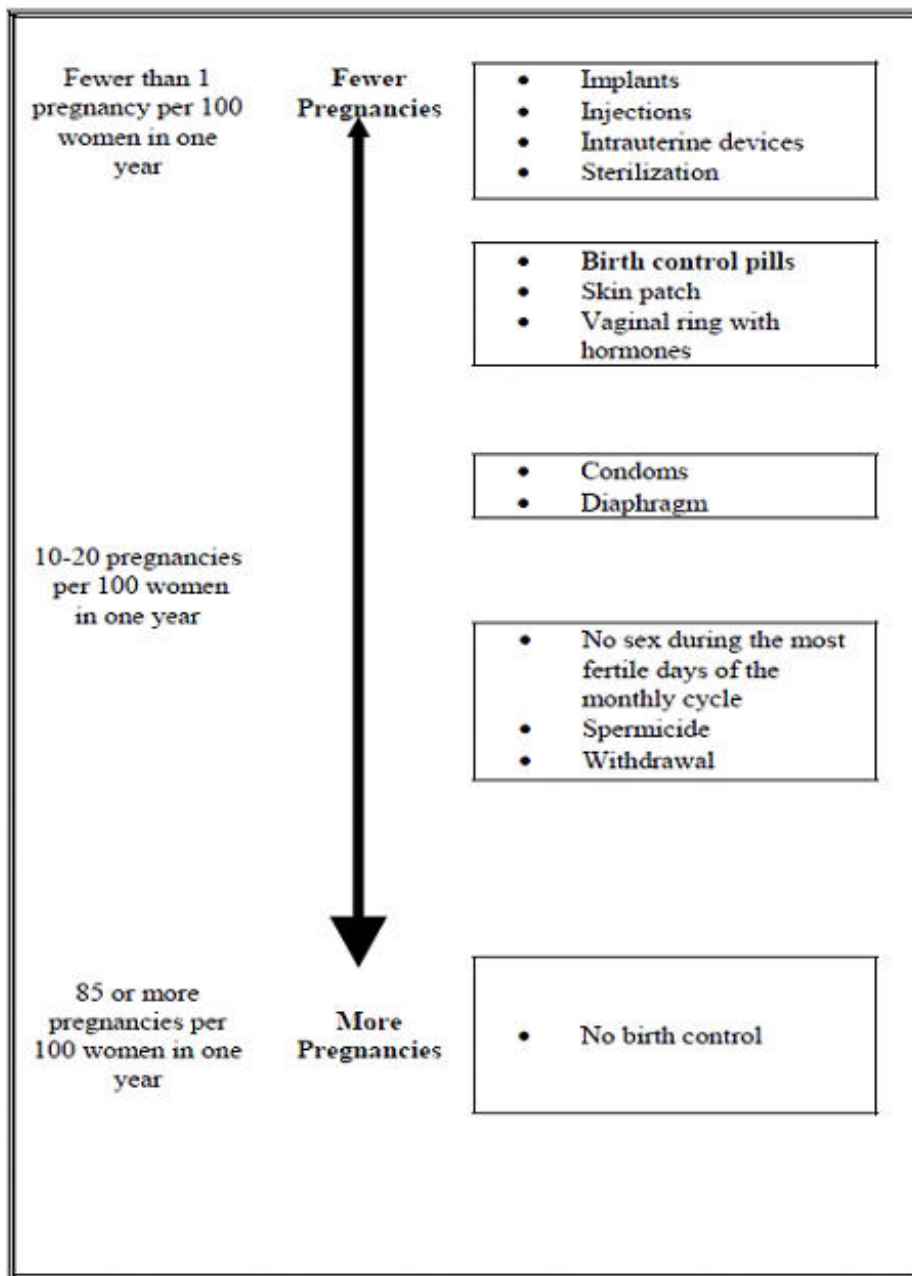 Fewer than 1
pregnancy per 100
women in one
year
Fewer
Pregnancies
• Implants
• Injections
• Intrauterine devices
• Sterilization
• Birth control pills
• Skin patch
• Vaginal ring with
hormones
• Condoms
• Diaphragm
10-20 pregnancies
per 100 women
in one year
• No sex during the most
fertile days of the
monthly cycle
• Spermicide
• Withdrawal
85 or more
pregnancies per
100 women in one
year
More
Pregnancies
• No birth control